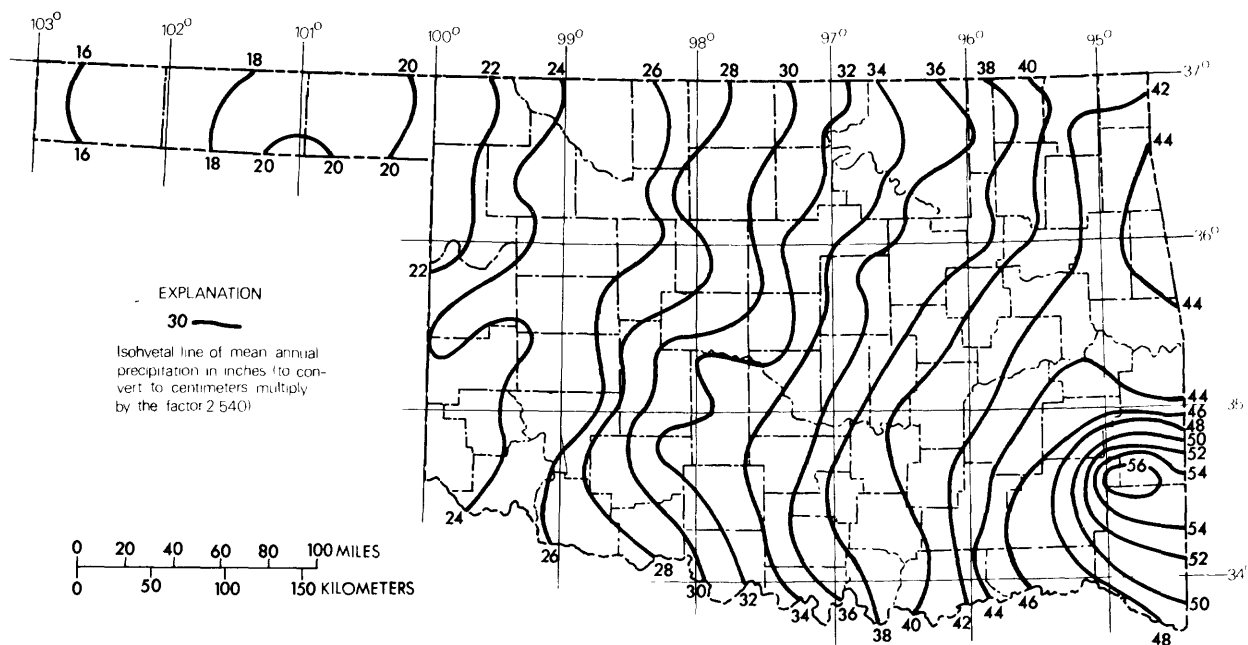 103° 102° 101° 100° 99° 98° 97° 96° 95°
16 18 20 22 24 26 28 30 32 34 36 38 40
37°
42
44
16 18 20 20 20
36°
22
44
EXPLANATION
30
Isohyetal line of mean annual
precipitation in inches (to con-
vert to centimeters multiply
by the factor 2 540)
44
35
46
48
50
52
56
54
24
54
26
0 20 40 60 80 100 MILES
52
28
34°
0 50 100 150 KILOMETERS
30 32 34 36 38 40 42 44 46
50
48